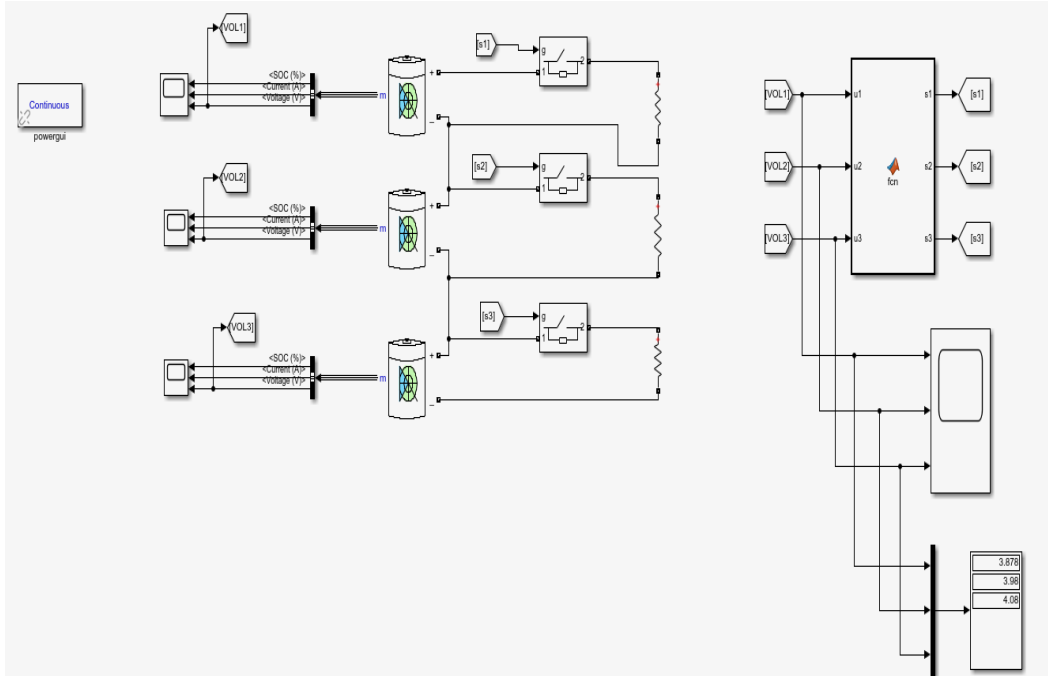 Continuous
powergui
[VOL1]
<SOC (%)>
<Current (A)>
<Voltage (V)>
m
+
_
[s1]
g
1
2
[VOL2]
<SOC (%)>
<Current (A)>
<Voltage (V)>
m
+
_
[s2]
g
1
2
[VOL3]
<SOC (%)>
<Current (A)>
<Voltage (V)>
m
+
_
[s3]
g
1
2
[VOL1]
u1
s1
[s1]
[VOL2]
u2
fcn
s2
[s2]
[VOL3]
u3
s3
[s3]
3.878
3.98
4.08